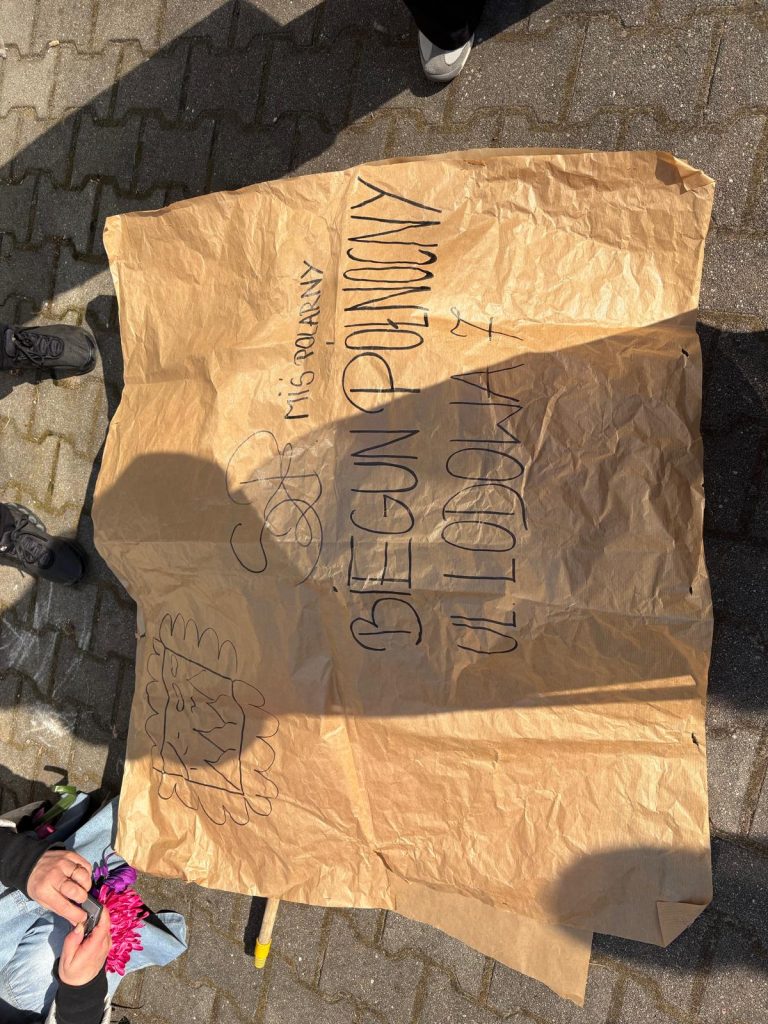 MIŚ POLARNY
BIEGUN PÓŁNOCNY
UL. LODOWA 7